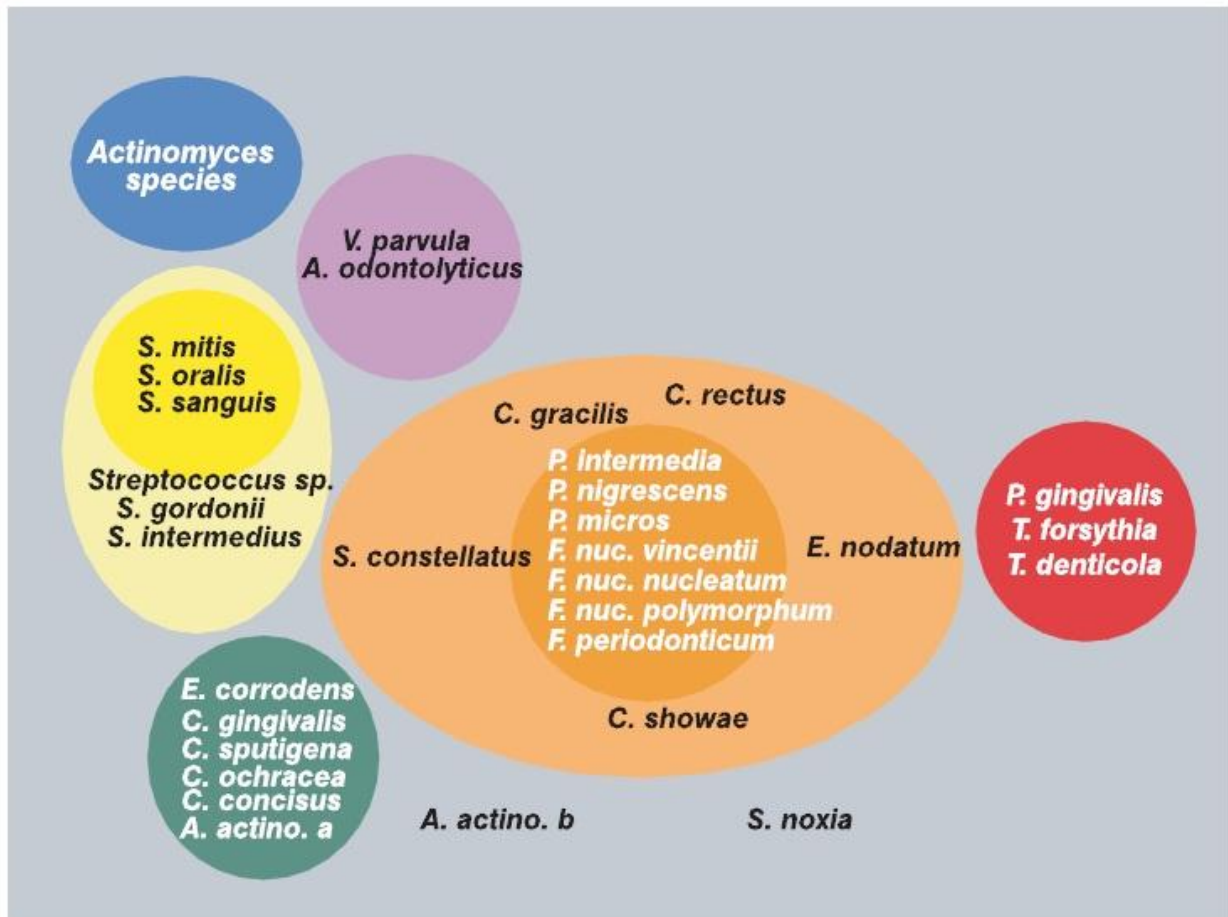 Actinomyces
species
V. parvula
A. odontolyticus
S. mitis
S. oralis
S. sanguis
Streptococcus sp.
S. gordonii
S. intermedius
C. gracilis
C. rectus
P. intermedia
P. nigrescens
P. micros
F. nuc. vincentii
F. nuc. nucleatum
F. nuc. polymorphum
F. periodonticum
S. constellatus
E. nodatum
C. showae
P. gingivalis
T. forsythia
T. denticola
E. corrodens
C. gingivalis
C. sputigena
C. ochracea
C. concisus
A. actino. a
A. actino. b
S. noxia